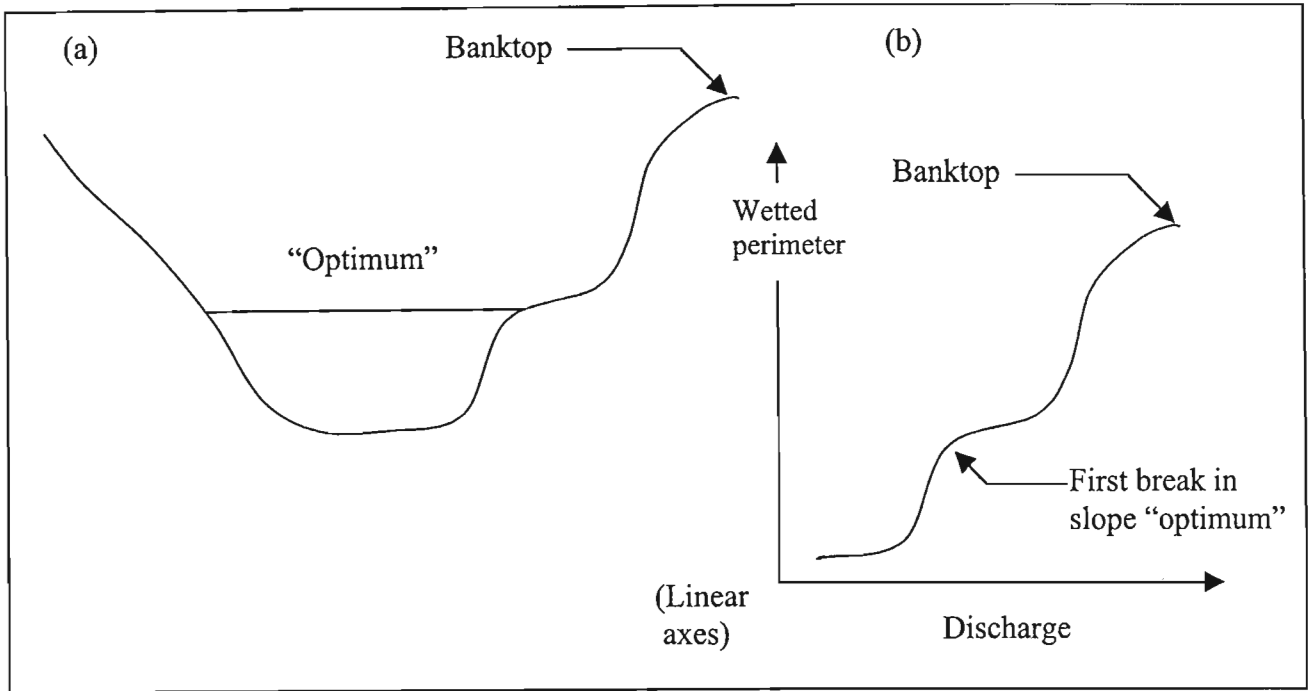 (a)
Banktop
“Optimum”
(b)
Banktop
Wetted
perimeter
First break in
slope “optimum”
(Linear
axes)
Discharge